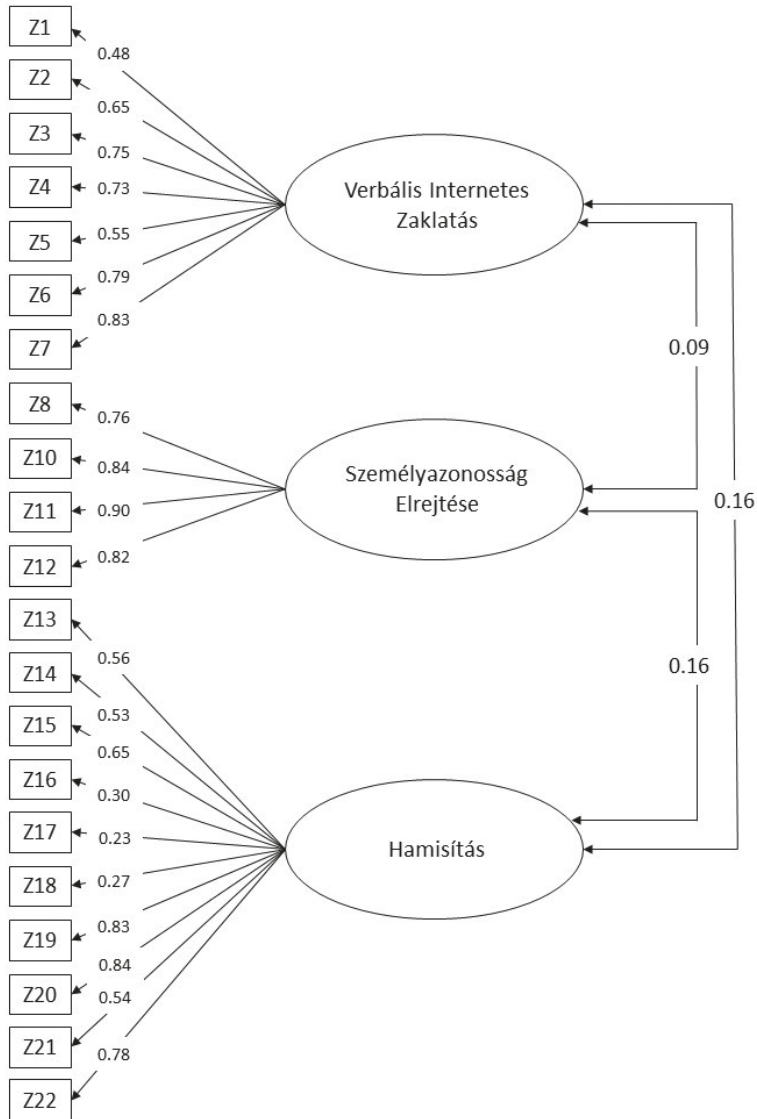 Z1
0.48
Z2
0.65
Z3
0.75
Z4
0.73
Z5
0.55
Z6
0.79
Z7
0.83
Verbális Internetes
Zaklatás
0.09
Z8
0.76
Z10
0.84
Z11
0.90
Z12
0.82
Személyazonosság
Elrejtése
0.16
0.16
Z13
0.56
Z14
0.53
Z15
0.65
Z16
0.30
Z17
0.23
Z18
0.27
Z19
0.83
Z20
0.84
0.54
Z21
0.78
Z22
Hamisítás